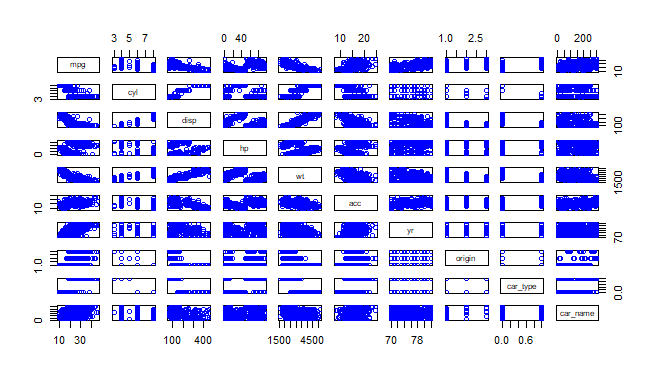 3 5 7 0 40 10 20 1.0 2.5 0 200
mpg 10
3 cyl
disp 100
0 hp
wt 1500
10 acc
yr 70
1.0 origin
car_type 0.0
0 car_name
10 30 100 400 1500 4500 70 78 0.0 0.6